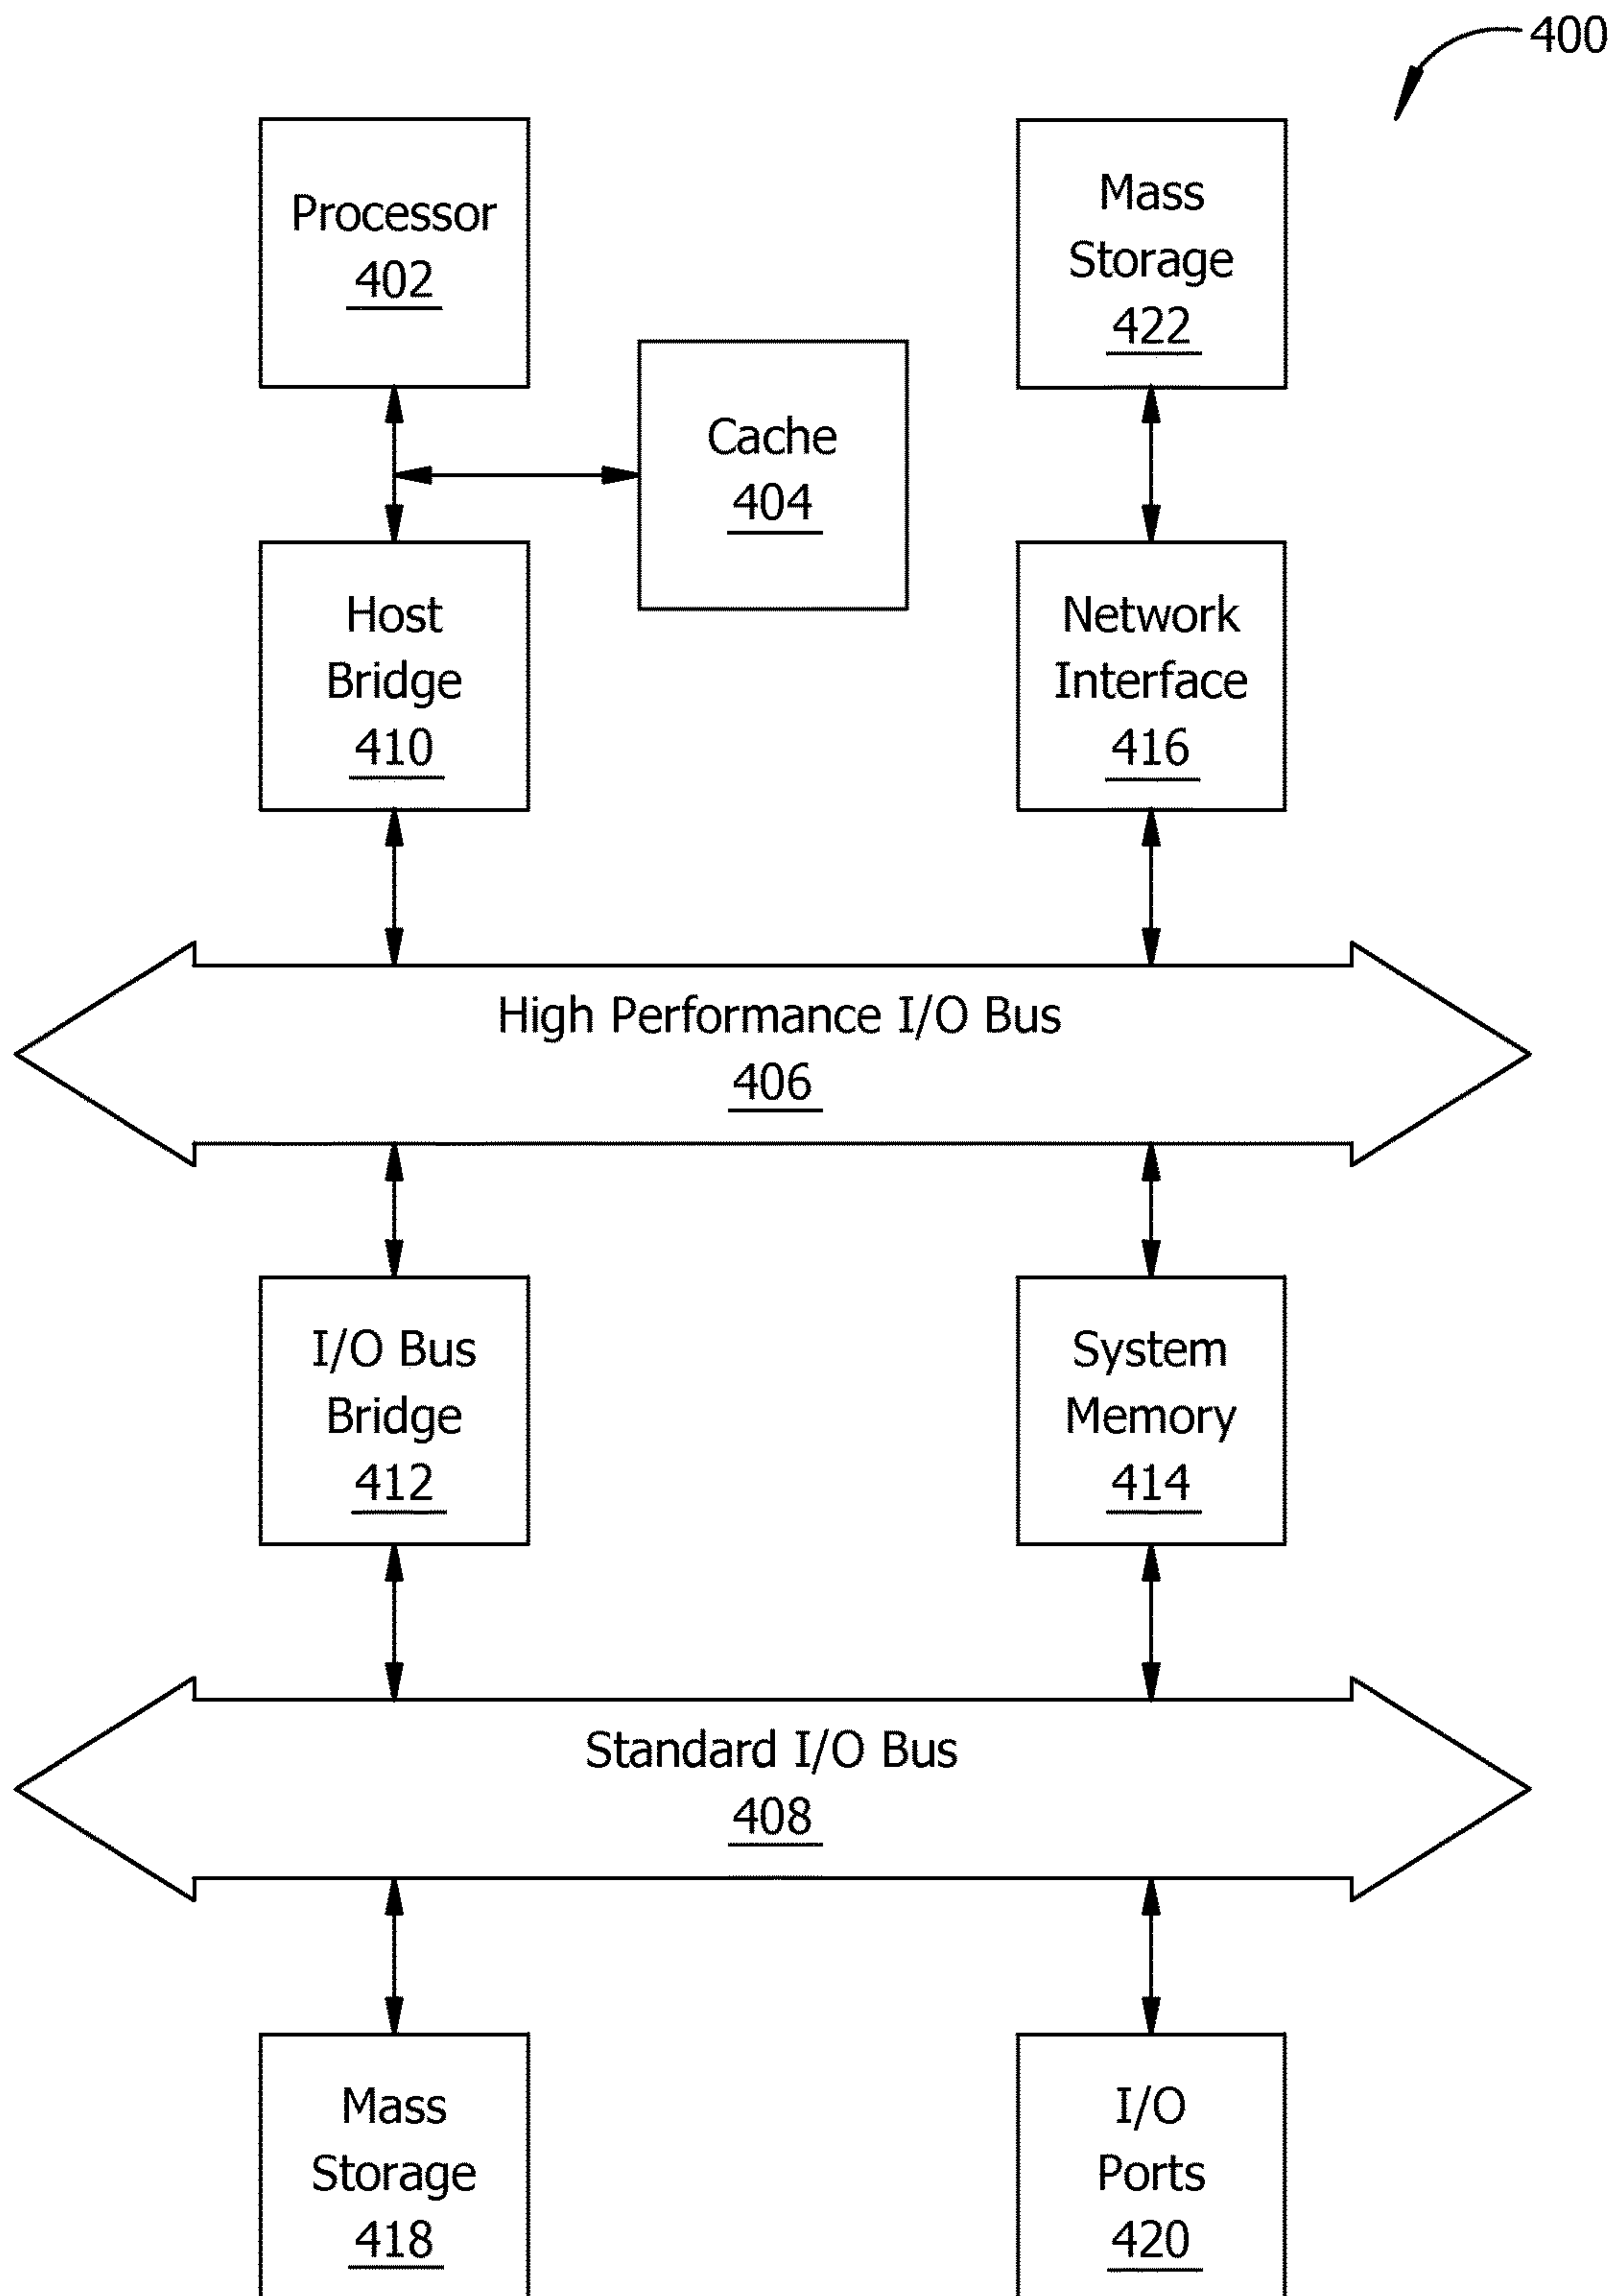 400
Processor
402
Mass
Storage
422
Cache
404
Host
Bridge
410
Network
Interface
416
High Performance I/O Bus
406
I/O Bus
Bridge
412
System
Memory
414
Standard I/O Bus
408
Mass
Storage
418
I/O
Ports
420